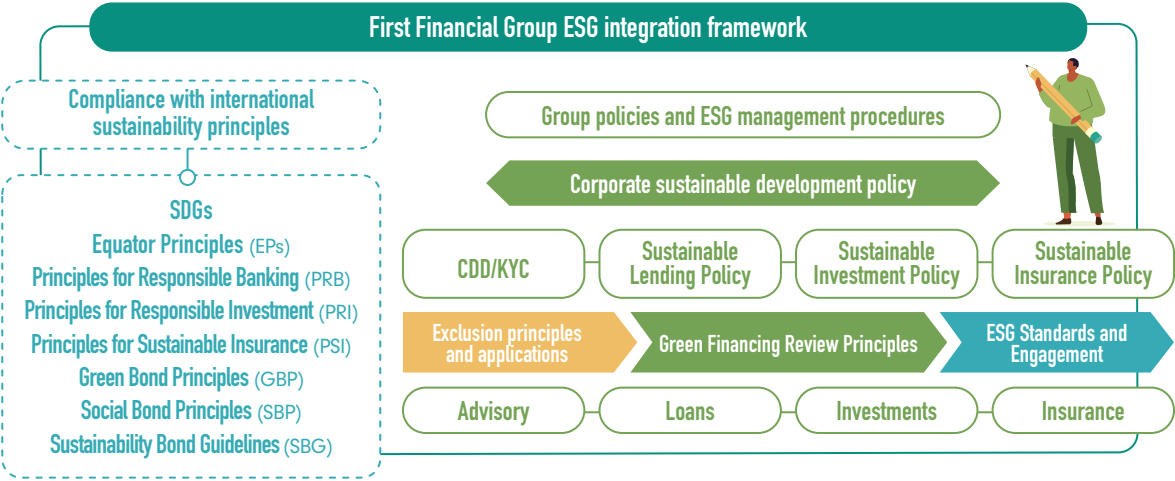 First Financial Group ESG integration framework
Compliance with international
sustainability principles
SDGs
Equator Principles (EPs)
Principles for Responsible Banking (PRB)
Principles for Responsible Investment (PRI)
Principles for Sustainable Insurance (PSI)
Green Bond Principles (GBP)
Social Bond Principles (SBP)
Sustainability Bond Guidelines (SBG)
Group policies and ESG management procedures
Corporate sustainable development policy
CDD/KYC
Sustainable
Lending Policy
Sustainable
Investment Policy
Sustainable
Insurance Policy
Exclusion principles
and applications
Green Financing Review Principles
ESG Standards and
Engagement
Advisory
Loans
Investments
Insurance